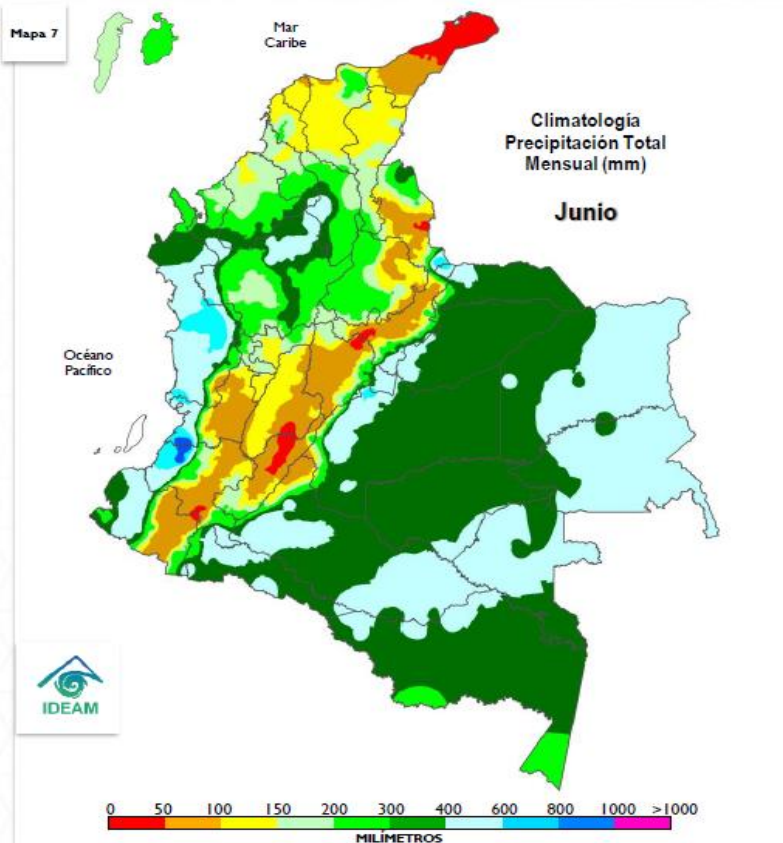 Mapa 7
Mar
Caribe
Climatología
Precipitación Total
Mensual (mm)
Junio
Océano
Pacífico
IDEAM
0 50 100 150 200 300 400 600 800 1000 >1000
MILÍMETROS